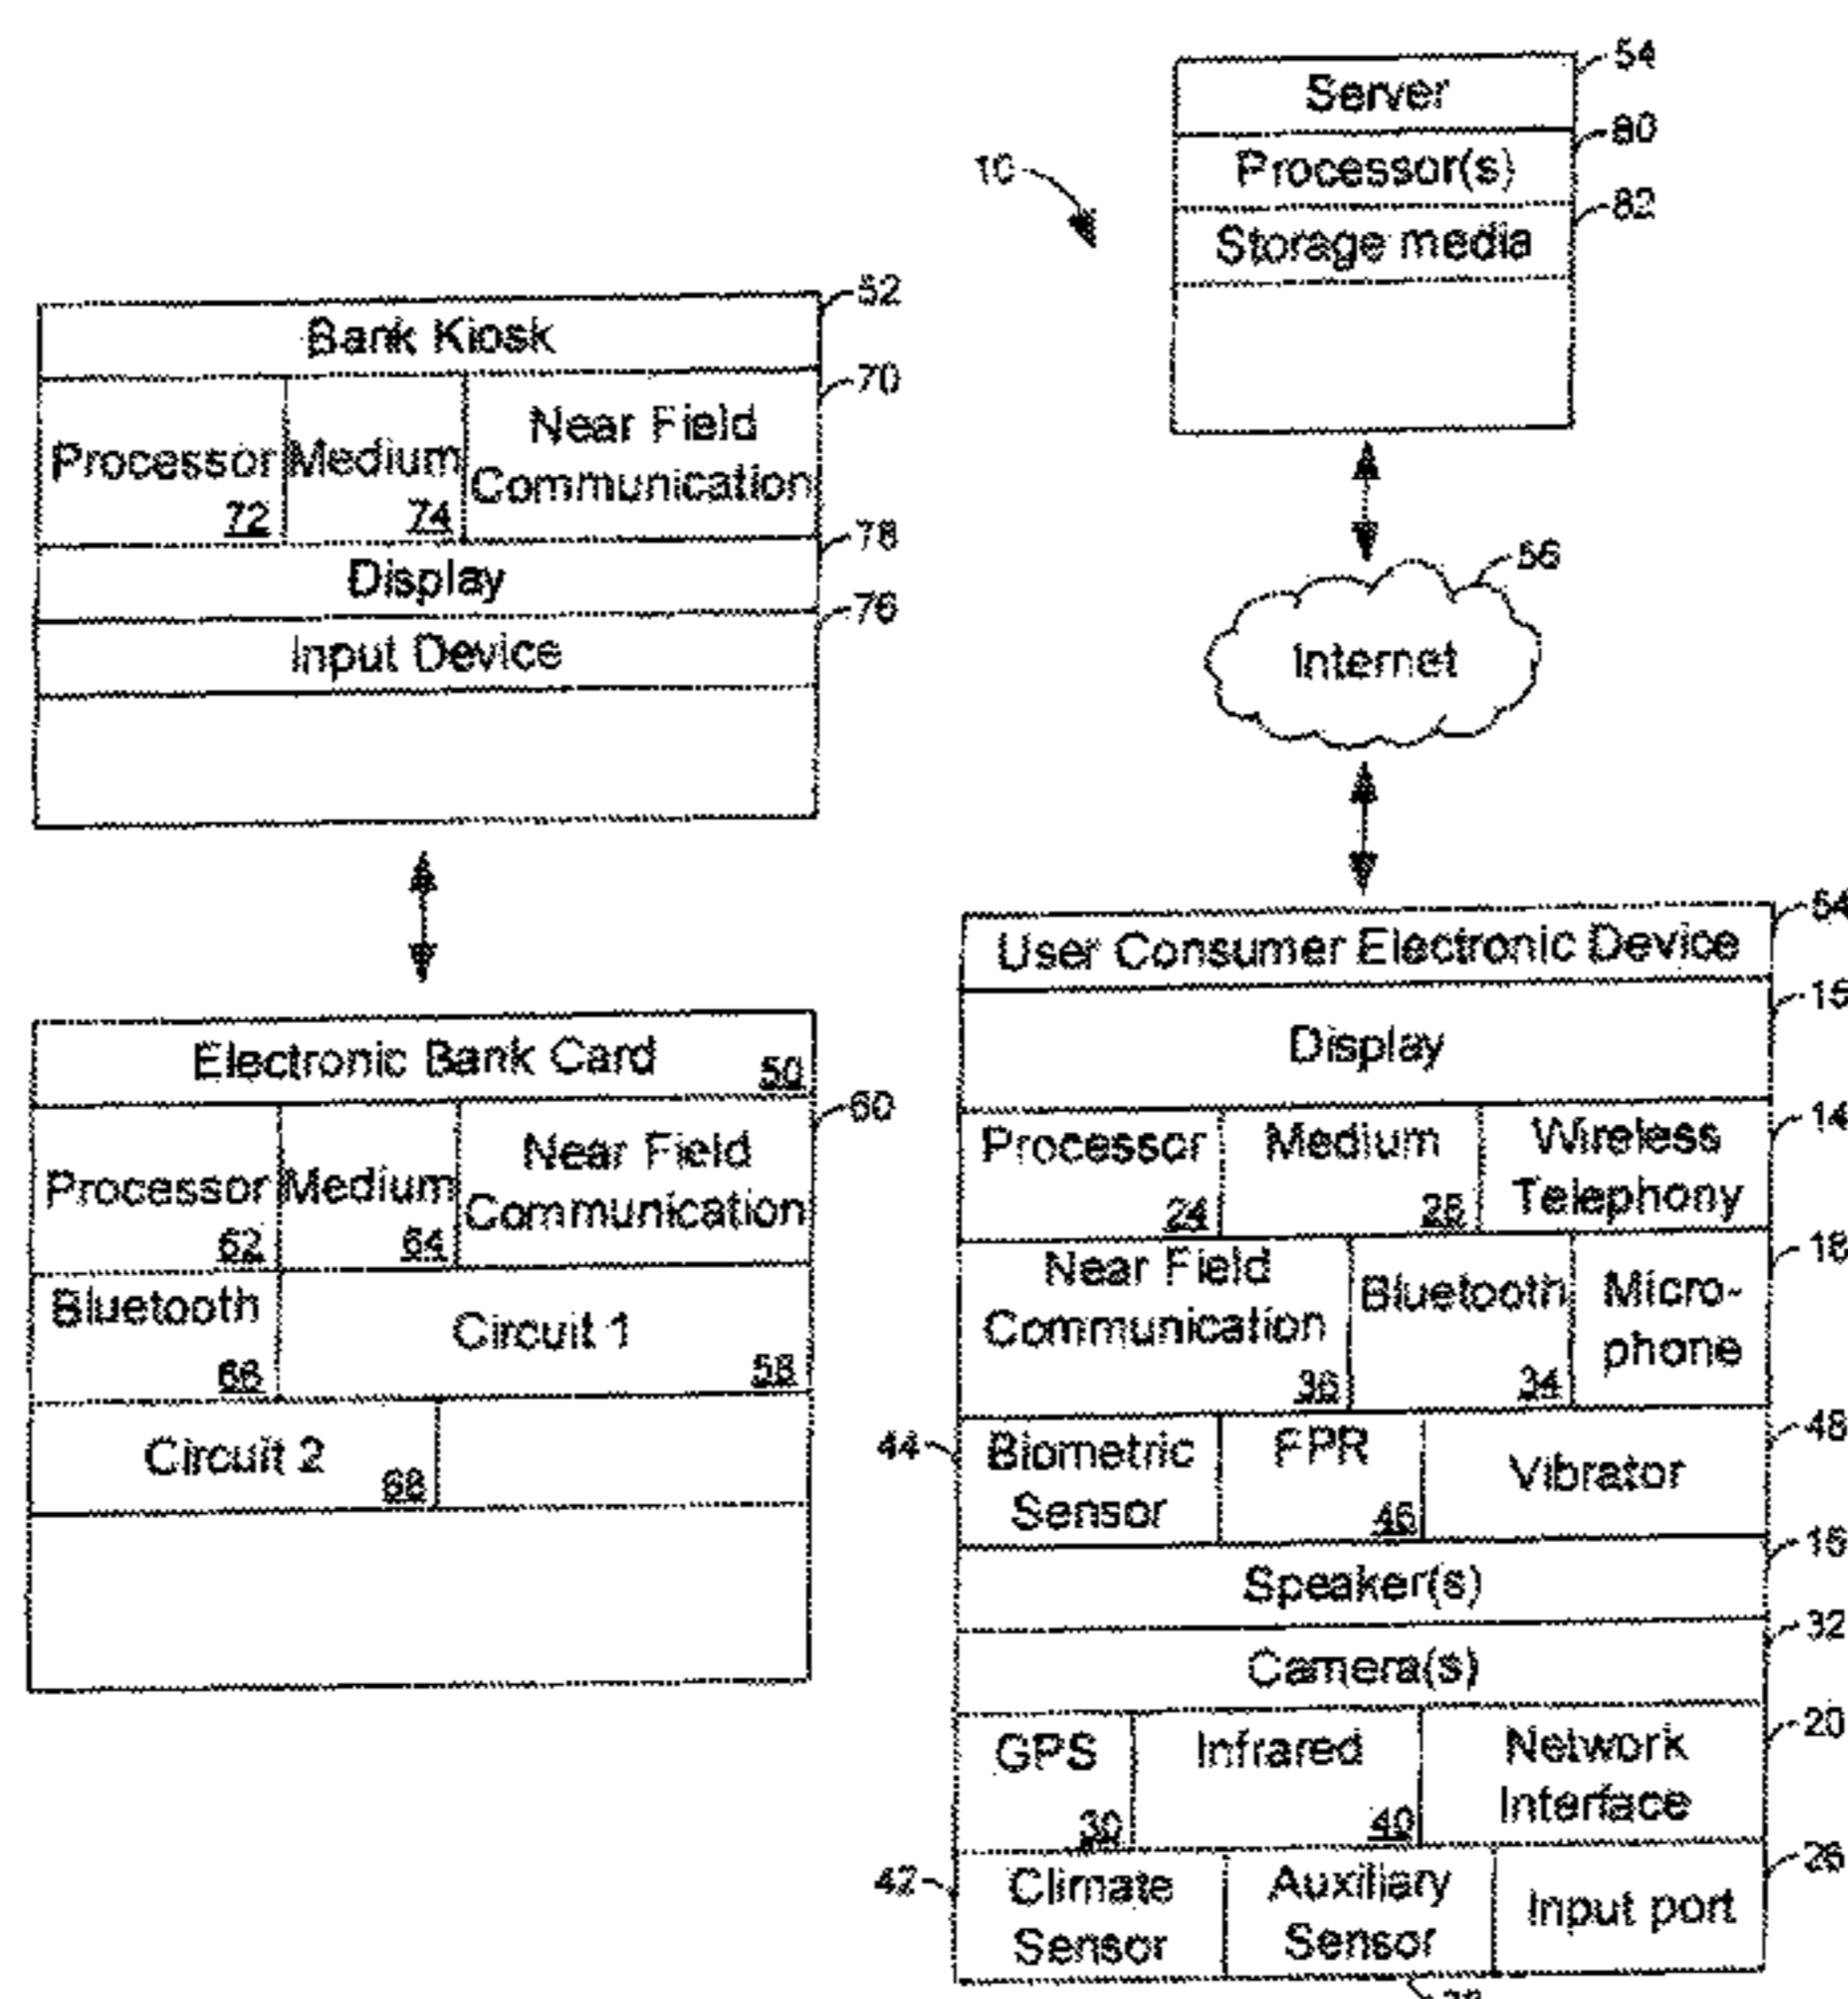 10
Server
54
Processor(s)
80
Storage media
82
Bank Kiosk
52
Processor
72
Medium
74
Near Field
Communication
70
Display
78
Input Device
76
Internet
56
Electronic Bank Card
50
Processor
62
Medium
64
Near Field
Communication
60
Bluetooth
66
Circuit 1
58
Circuit 2
68
User Consumer Electronic Device
Display
Processor
24
Medium
Wireless
Telephony
14
Near Field
Communication
36
Bluetooth
34
Micro-
phone
18
44
Biometric
Sensor
FPR
46
Vibrator
48
Speaker(s)
16
Camera(s)
32
GPS
30
Infrared
40
Network
Interface
20
42
Climate
Sensor
Auxiliary
Sensor
Input port
26